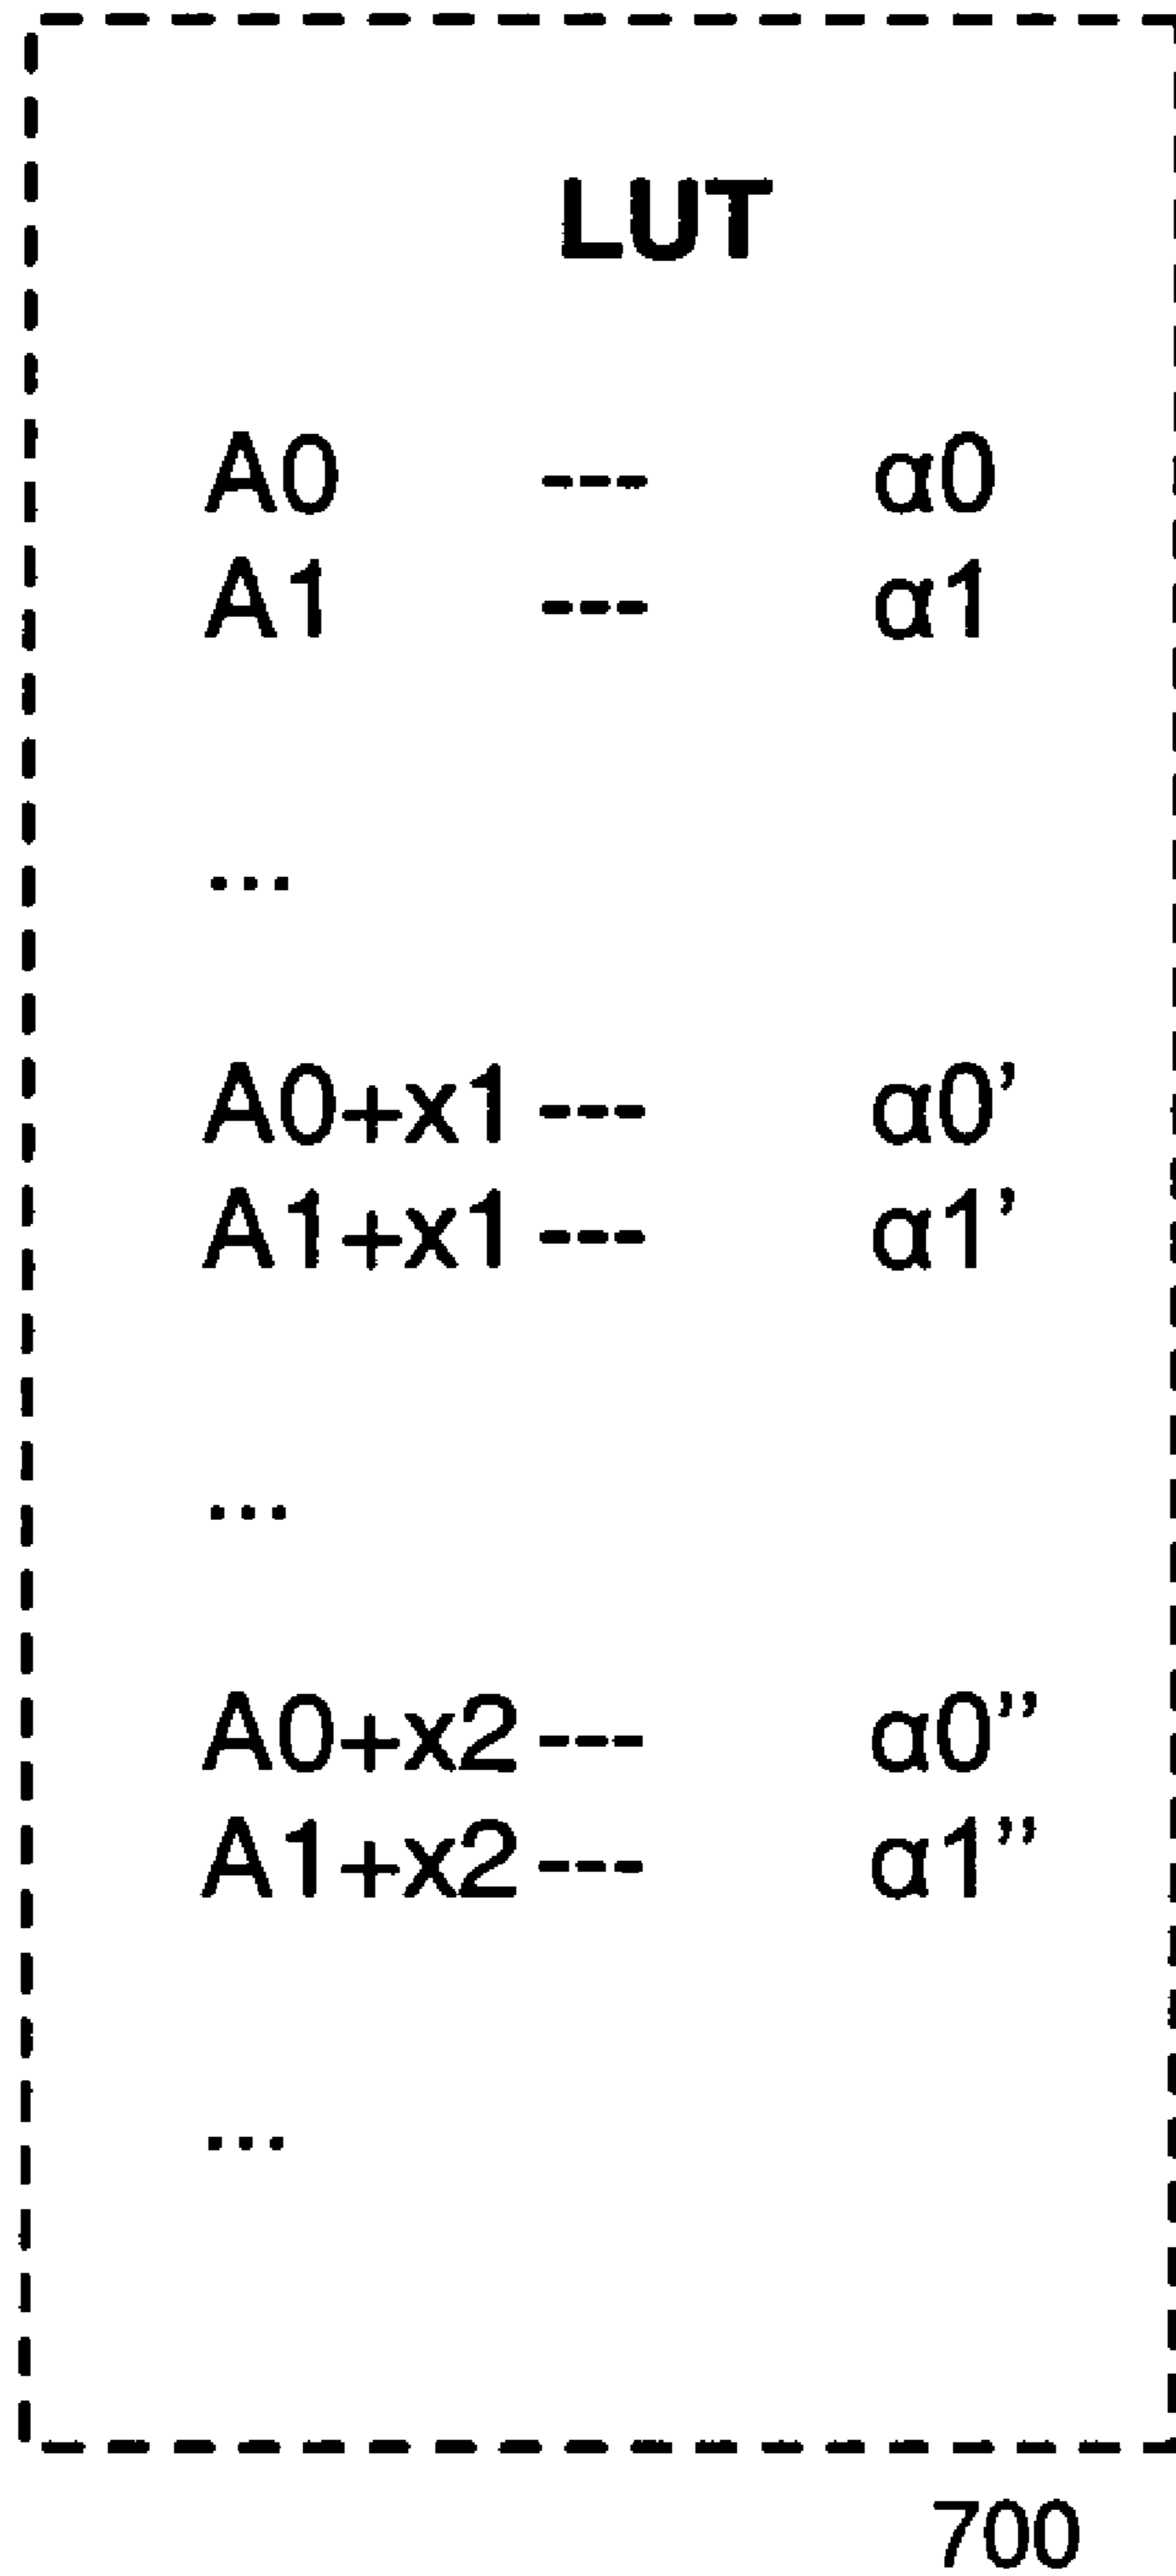 LUT
A0 --- α0
A1 --- α1
...
A0+x1 --- α0’
A1+x1 --- α1’
...
A0+x2 --- α0”
A1+x2 --- α1”
...
700